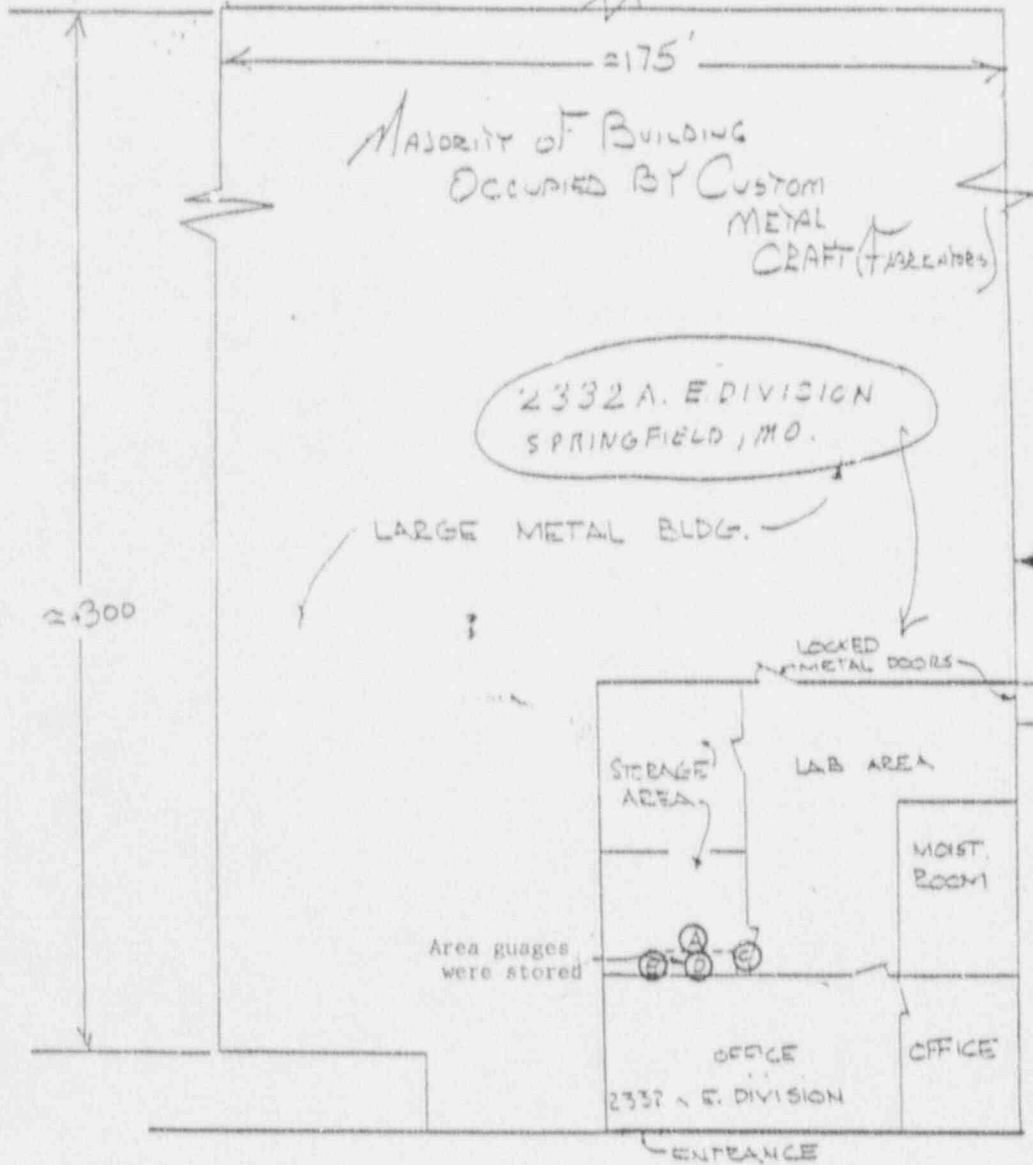 ≈175'
MAJORITY OF BUILDING
OCCUPIED BY CUSTOM
METAL
CRAFT (FABRICATORS)
2332 A. E. DIVISION
SPRINGFIELD, MO.
LARGE METAL BLDG.
≈300
LOCKED
METAL DOORS
STORAGE
AREA
LAB AREA
MOIST.
ROOM
Area guages
were stored
A
C
E
D
OFFICE
OFFICE
E. DIVISION
ENTRANCE